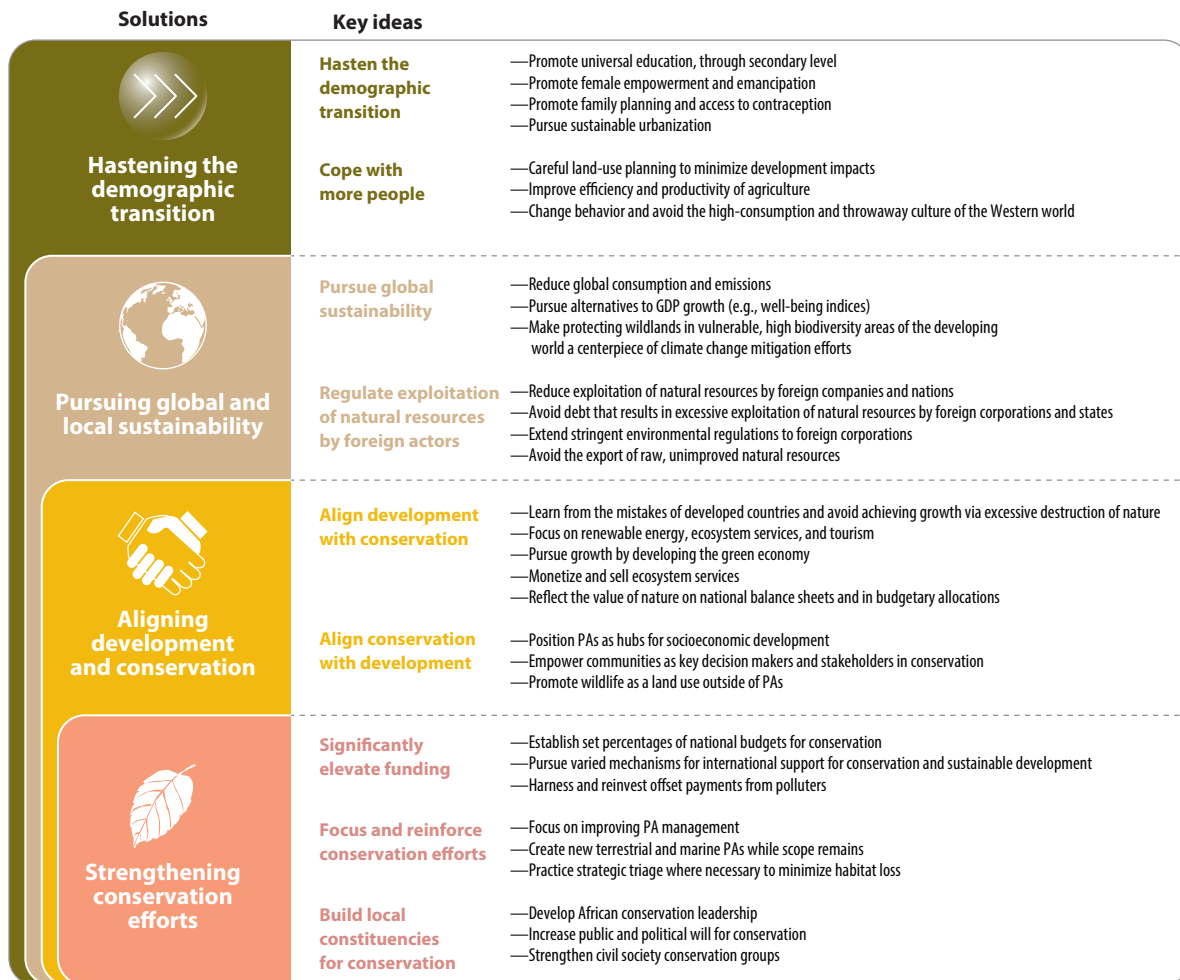 Solutions
Key ideas
Hastening the
demographic
transition
Hasten the
demographic
transition
—Promote universal education, through secondary level
—Promote female empowerment and emancipation
—Promote family planning and access to contraception
—Pursue sustainable urbanization
Cope with
more people
—Careful land-use planning to minimize development impacts
—Improve efficiency and productivity of agriculture
—Change behavior and avoid the high-consumption and throwaway culture of the Western world
Pursuing global and
local sustainability
Pursue global
sustainability
—Reduce global consumption and emissions
—Pursue alternatives to GDP growth (e.g., well-being indices)
—Make protecting wildlands in vulnerable, high biodiversity areas of the developing
world a centerpiece of climate change mitigation efforts
Regulate exploitation
of natural resources
by foreign actors
—Reduce exploitation of natural resources by foreign companies and nations
—Avoid debt that results in excessive exploitation of natural resources by foreign corporations and states
—Extend stringent environmental regulations to foreign corporations
—Avoid the export of raw, unimproved natural resources
Aligning
development
and conservation
Align development
with conservation
—Learn from the mistakes of developed countries and avoid achieving growth via excessive destruction of nature
—Focus on renewable energy, ecosystem services, and tourism
—Pursue growth by developing the green economy
—Monetize and sell ecosystem services
—Reflect the value of nature on national balance sheets and in budgetary allocations
Align conservation
with development
—Position PAs as hubs for socioeconomic development
—Empower communities as key decision makers and stakeholders in conservation
—Promote wildlife as a land use outside of PAs
Strengthening
conservation
efforts
Significantly
elevate funding
—Establish set percentages of national budgets for conservation
—Pursue varied mechanisms for international support for conservation and sustainable development
—Harness and reinvest offset payments from polluters
Focus and reinforce
conservation efforts
—Focus on improving PA management
—Create new terrestrial and marine PAs while scope remains
—Practice strategic triage where necessary to minimize habitat loss
Build local
constituencies
for conservation
—Develop African conservation leadership
—Increase public and political will for conservation
—Strengthen civil society conservation groups